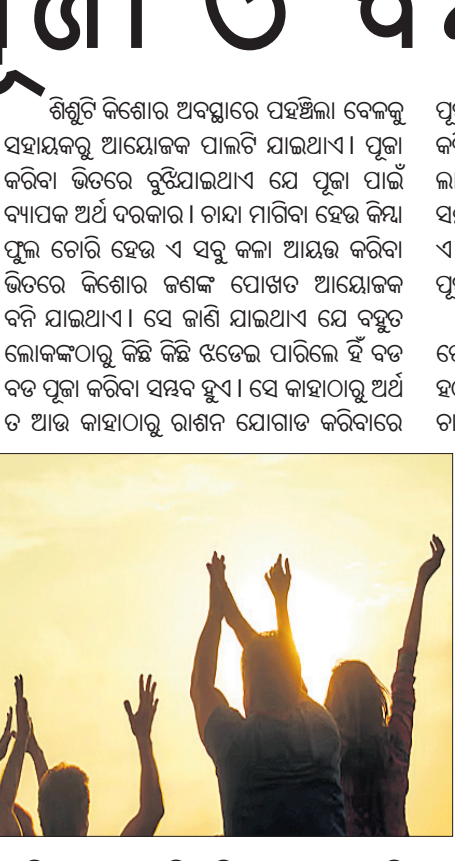 ଶିଶୁଟି କିଶୋର ଅବସ୍ଥାରେ ପହଞ୍ଚିଲା ବେଳକୁ
ସହାୟକରୁ ଆୟୋଜକ ପାଲଟି ଯାଇଥାଏ। ପୂଜା
କରିବା ଭିତରେ ବୁଝିଯାଇଥାଏ ଯେ ପୂଜା ପାଇଁ
ବ୍ୟାପକ ଅର୍ଥ ଦରକାର। ଚାନ୍ଦା ମାଗିବା ହେଉ କିମ୍ବା
ଫୁଲ ଚୋରି ହେଉ ଏ ସବୁ କଳା ଆୟଉ କରିବା
ଭିତରେ କିଶୋର ଜଣଙ୍କ ପୋଖତ ଆୟୋଜକ
ବନି ଯାଇଥାଏ। ସେ ଜାଣି ଯାଇଥାଏ ଯେ ବହୁତ
ଲୋକଙ୍କଠାରୁ କିଛି କିଛି ଝଡେଇ ପାରିଲେ ହିଁ ବଡ
ବଡ ପୂଜା କରିବା ସମ୍ଭବ ହୁଏ। ସେ କାହାଠାରୁ ଅର୍ଥ
ତ ଆଉ କାହାଠାରୁ ରାଶନ ଯୋଗାଡ କରିବାରେ